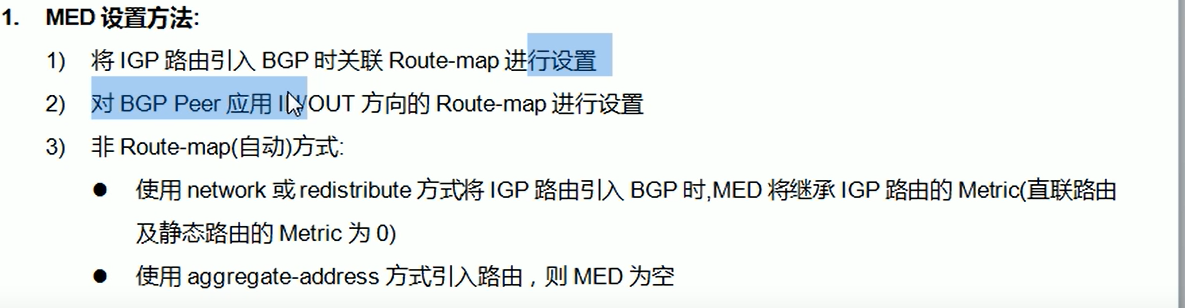 1. MED 设置方法:
1) 将 IGP 路由引入 BGP 时关联 Route-map 进行设置
2) 对 BGP Peer 应用 IN/OUT 方向的 Route-map 进行设置
3) 非 Route-map(自动)方式:
● 使用 network 或 redistribute 方式将 IGP 路由引入 BGP 时,MED 将继承 IGP 路由的 Metric(直联路由
及静态路由的 Metric 为 0)
● 使用 aggregate-address 方式引入路由，则 MED 为空